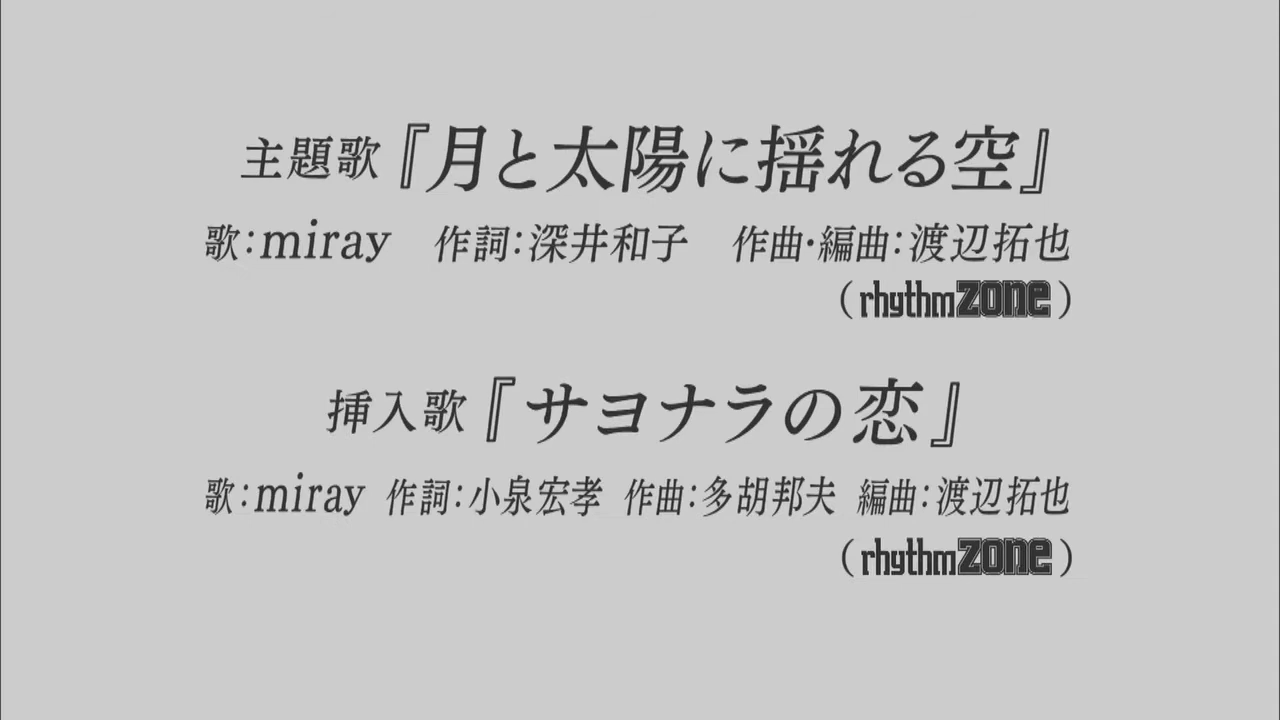 主題歌『月と太陽に揺れる空』
歌：miray　作詞：深井和子　作曲・編曲：渡辺拓也
（rhythmzone）
挿入歌『サヨナラの恋』
歌：miray 作詞：小泉宏孝 作曲：多胡邦夫 編曲：渡辺拓也
（rhythmzone）